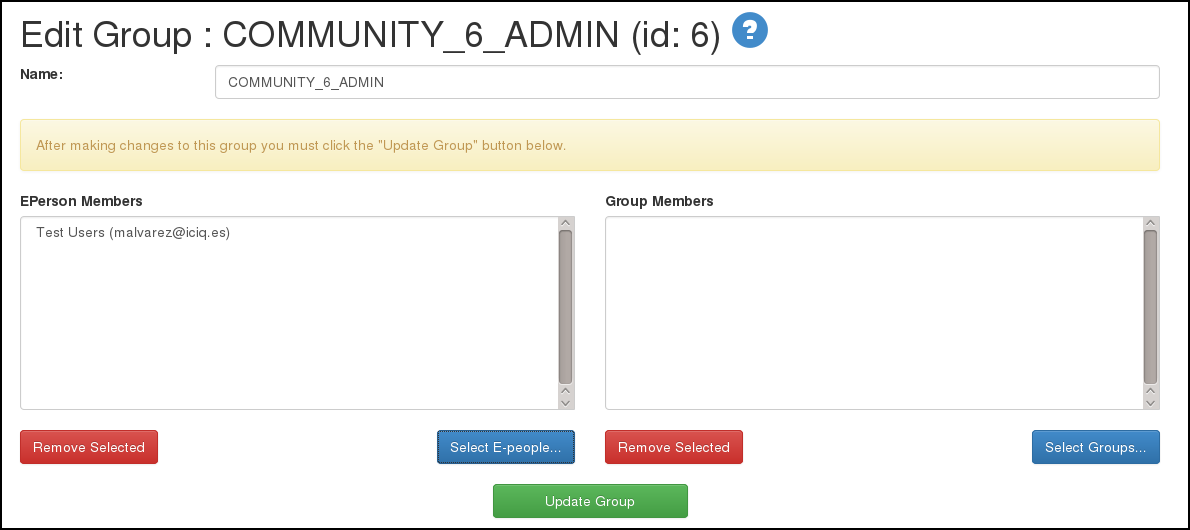 Edit Group : COMMUNITY_6_ADMIN (id: 6) ?
Name:
COMMUNITY_6_ADMIN
After making changes to this group you must click the "Update Group" button below.
EPerson Members
Group Members
Test Users (malvarez@iciq.es)
Remove Selected
Select E-people...
Remove Selected
Select Groups...
Update Group